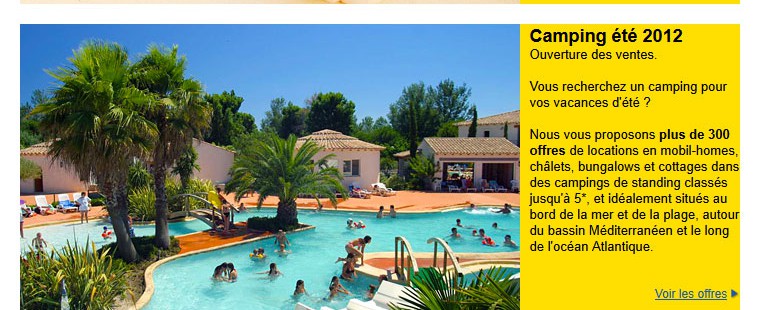 Camping été 2012
Ouverture des ventes.
Vous recherchez un camping pour
vos vacances d'été ?
Nous vous proposons plus de 300
offres de locations en mobil-homes,
châlets, bungalows et cottages dans
des campings de standing classés
jusqu'à 5*, et idéalement situés au
bord de la mer et de la plage, autour
du bassin Méditerranéen et le long
de l'océan Atlantique.
Voir les offres